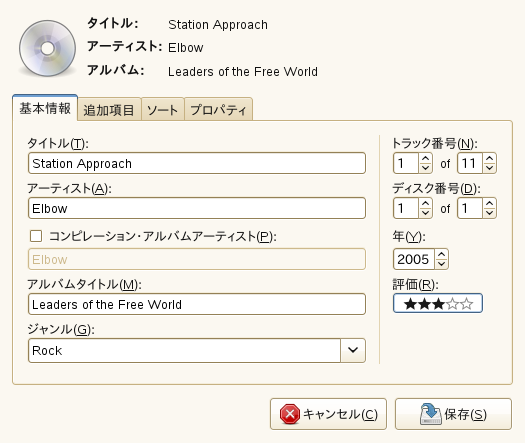 タイトル: Station Approach
アーティスト: Elbow
アルバム: Leaders of the Free World
基本情報 追加項目 ソート プロパティ
タイトル(T):
Station Approach
アーティスト(A):
Elbow
コンピレーション・アルバムアーティスト(P):
Elbow
アルバムタイトル(M):
Leaders of the Free World
ジャンル(G):
Rock
トラック番号(N):
1 of 11
ディスク番号(D):
1 of 1
年(Y):
2005
評価(R):
★★★☆☆
キャンセル(C) 保存(S)